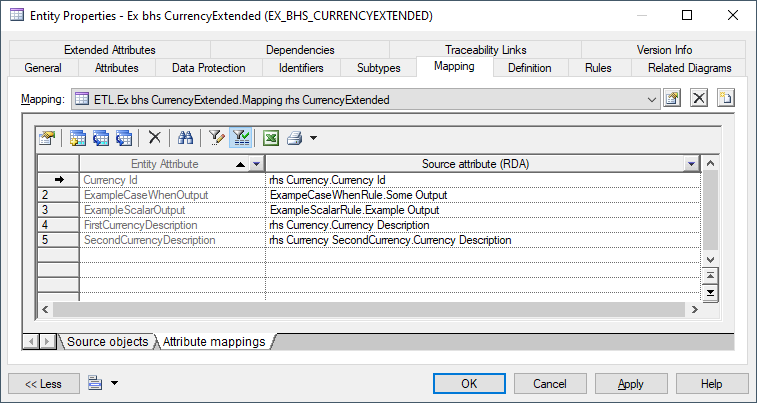 Entity Properties - Ex bhs CurrencyExtended (EX_BHS_CURRENCYEXTENDED)
Extended Attributes Dependencies Traceability Links Version Info
General Attributes Data Protection Identifiers Subtypes Mapping Definition Rules Related Diagrams
Mapping: ETL.Ex bhs CurrencyExtended.Mapping rhs CurrencyExtended
Entity Attribute Source attribute (RDA)
Currency Id rhs Currency.Currency Id
2 ExampleCaseWhenOutput ExampeCaseWhenRule.Some Output
3 ExampleScalarOutput ExampleScalarRule.Example Output
4 FirstCurrencyDescription rhs Currency.Currency Description
5 SecondCurrencyDescription rhs Currency SecondCurrency.Currency Description
Source objects Attribute mappings
<< Less OK Cancel Apply Help